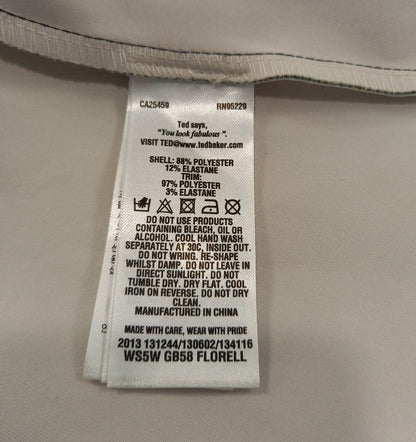 CA25459 RN95229
Ted says,
"You look fabulous".
VISIT TED@www.tedbaker.com
SHELL: 88% POLYESTER
12% ELASTANE
TRIM:
97% POLYESTER
3% ELASTANE
DO NOT USE PRODUCTS
CONTAINING BLEACH, OIL OR
ALCOHOL. COOL HAND WASH
SEPARATELY AT 30C, INSIDE OUT.
DO NOT WRING. RE-SHAPE
WHILST DAMP. DO NOT LEAVE IN
DIRECT SUNLIGHT. DO NOT
TUMBLE DRY. DRY FLAT. COOL
IRON ON REVERSE. DO NOT DRY
CLEAN.
MANUFACTURED IN CHINA
MADE WITH CARE, WEAR WITH PRIDE
2013 131244/130602/134116
WS5W GB58 FLORELL